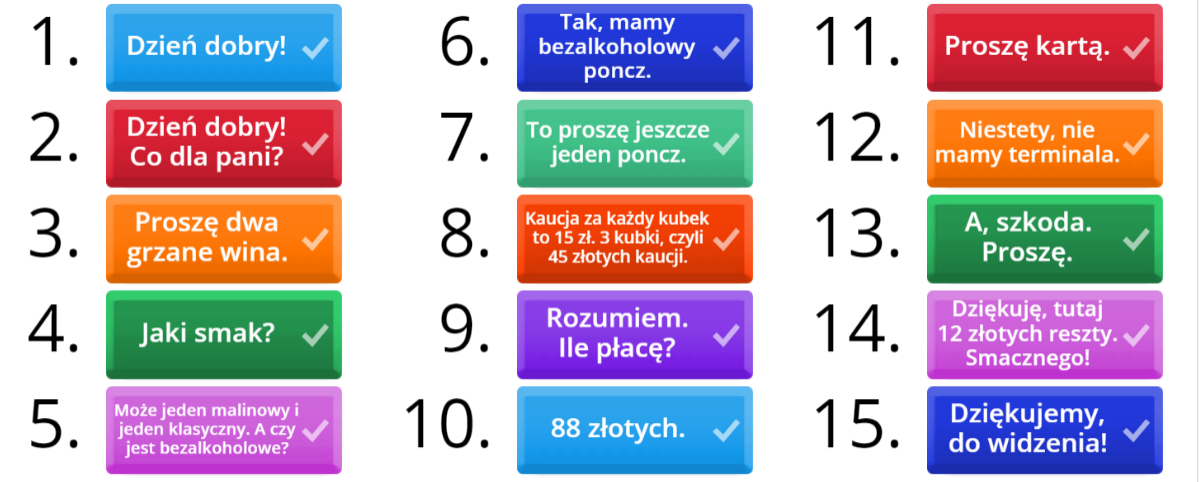 1.
Dzień dobry!
2.
Dzień dobry!
Co dla pani?
3.
Proszę dwa
grzane wina.
4.
Jaki smak?
5.
Może jeden malinowy i
jeden klasyczny. A czy
jest bezalkoholowe?
6.
Tak, mamy
bezalkoholowy
poncz.
7.
To proszę jeszcze
jeden poncz.
8.
Kaucja za każdy kubek
to 15 zł. 3 kubki, czyli
45 złotych kaucji.
9.
Rozumiem.
Ile płacę?
10.
88 złotych.
11.
Proszę kartą.
12.
Niestety, nie
mamy terminala.
13.
A, szkoda.
Proszę.
14.
Dziękuję, tutaj
12 złotych reszty.
Smacznego!
15.
Dziękujemy,
do widzenia!